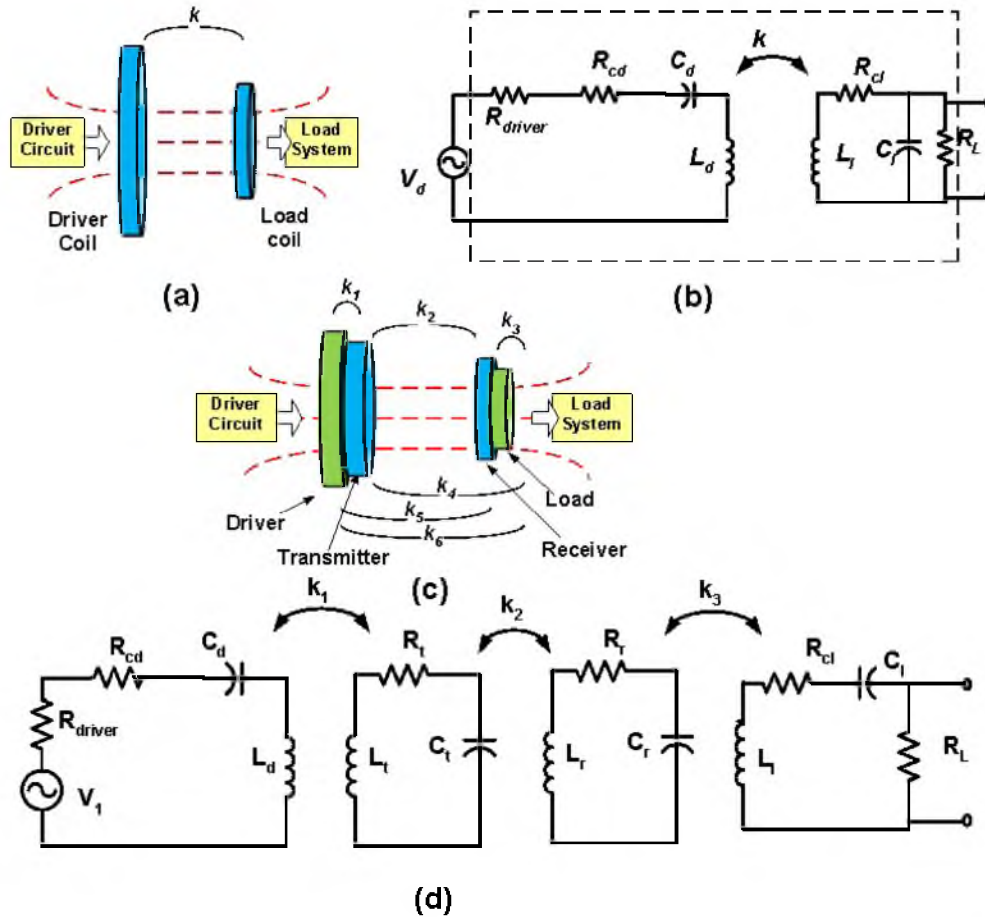 k
Driver
Circuit
Load
System
Driver
Coil
Load
coil
(a)
k
R_cd
C_d
R_driver
V_d
L_d
R_cl
L_l
C_l
R_L
(b)
k_1
k_2
k_3
Driver
Circuit
Load
System
k_4
k_5
k_6
Driver
Transmitter
Load
Receiver
(c)
k_1
k_2
k_3
R_cd
C_d
R_driver
V_1
L_d
R_t
L_t
C_t
R_r
L_r
C_r
R_cl
C_l
L_l
R_L
(d)